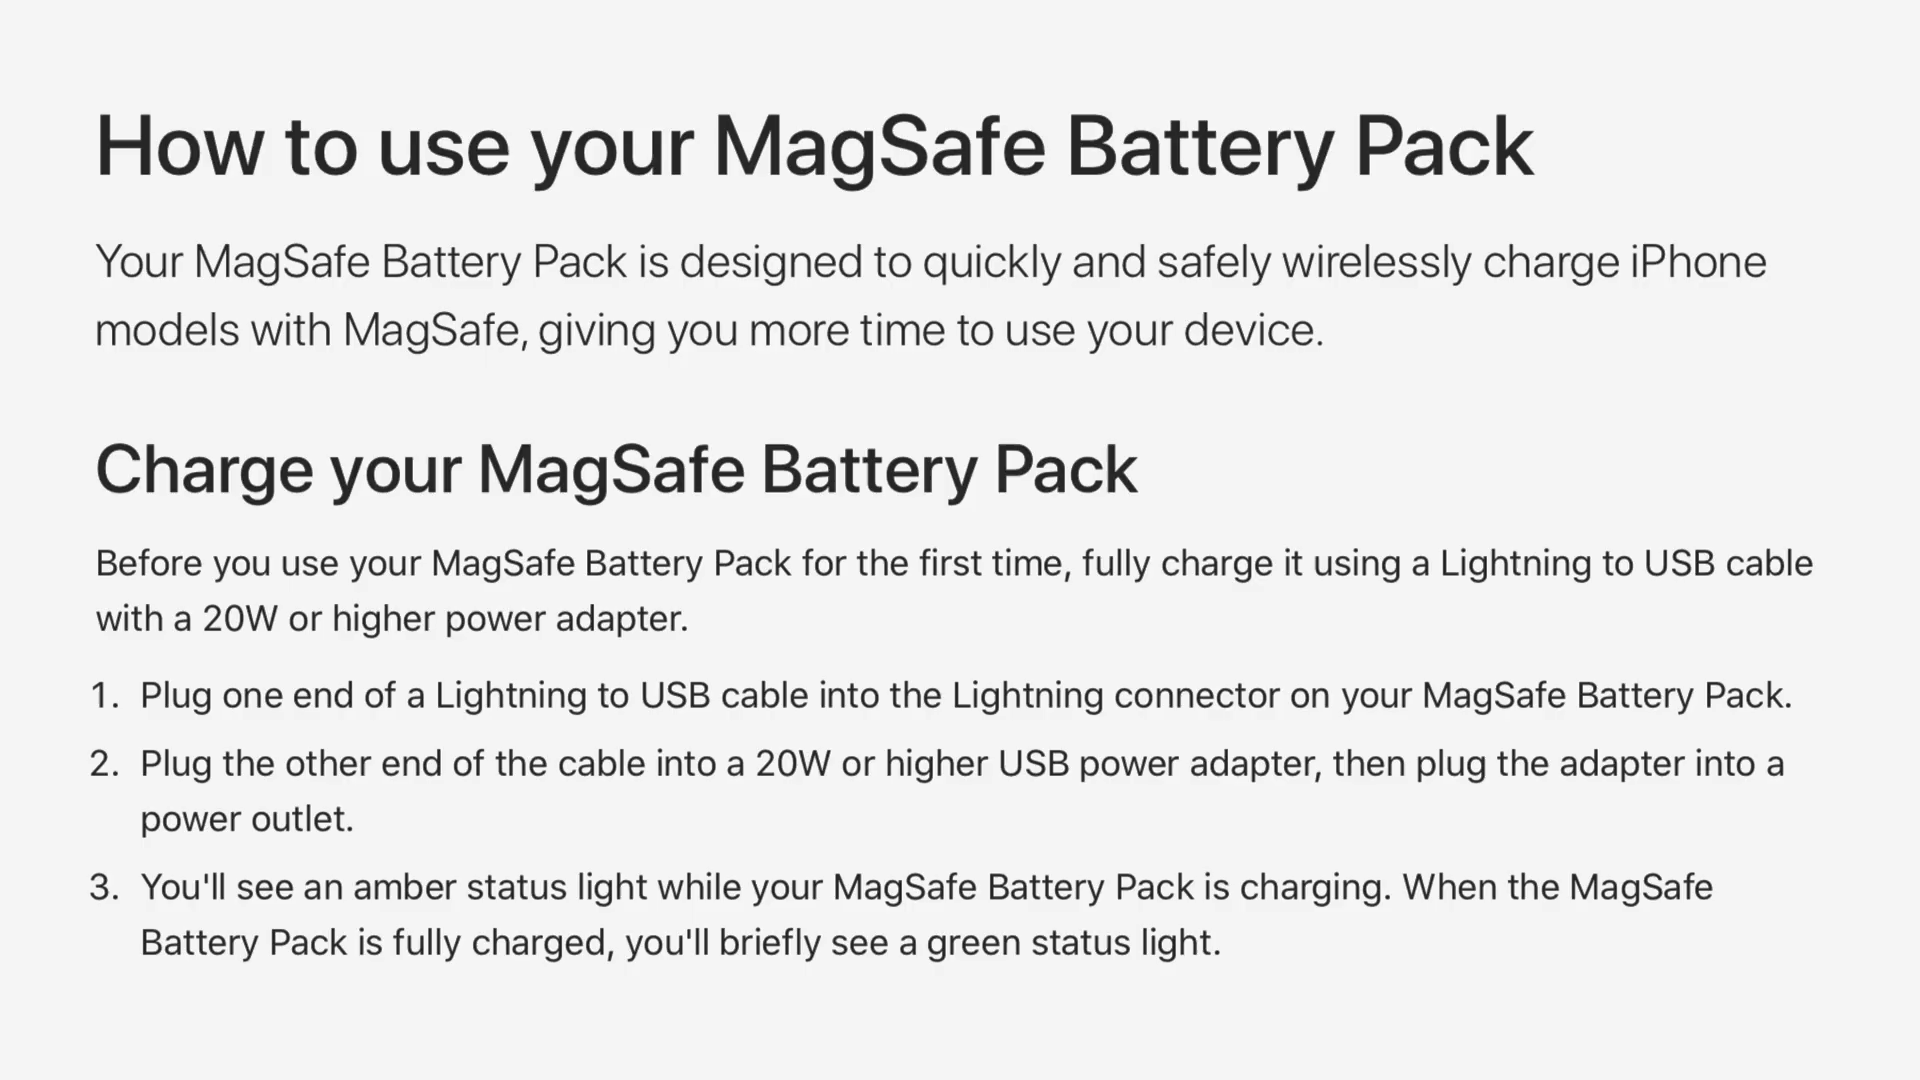 How to use your MagSafe Battery Pack
Your MagSafe Battery Pack is designed to quickly and safely wirelessly charge iPhone
models with MagSafe, giving you more time to use your device.
Charge your MagSafe Battery Pack
Before you use your MagSafe Battery Pack for the first time, fully charge it using a Lightning to USB cable
with a 20W or higher power adapter.
1. Plug one end of a Lightning to USB cable into the Lightning connector on your MagSafe Battery Pack.
2. Plug the other end of the cable into a 20W or higher USB power adapter, then plug the adapter into a
power outlet.
3. You'll see an amber status light while your MagSafe Battery Pack is charging. When the MagSafe
Battery Pack is fully charged, you'll briefly see a green status light.